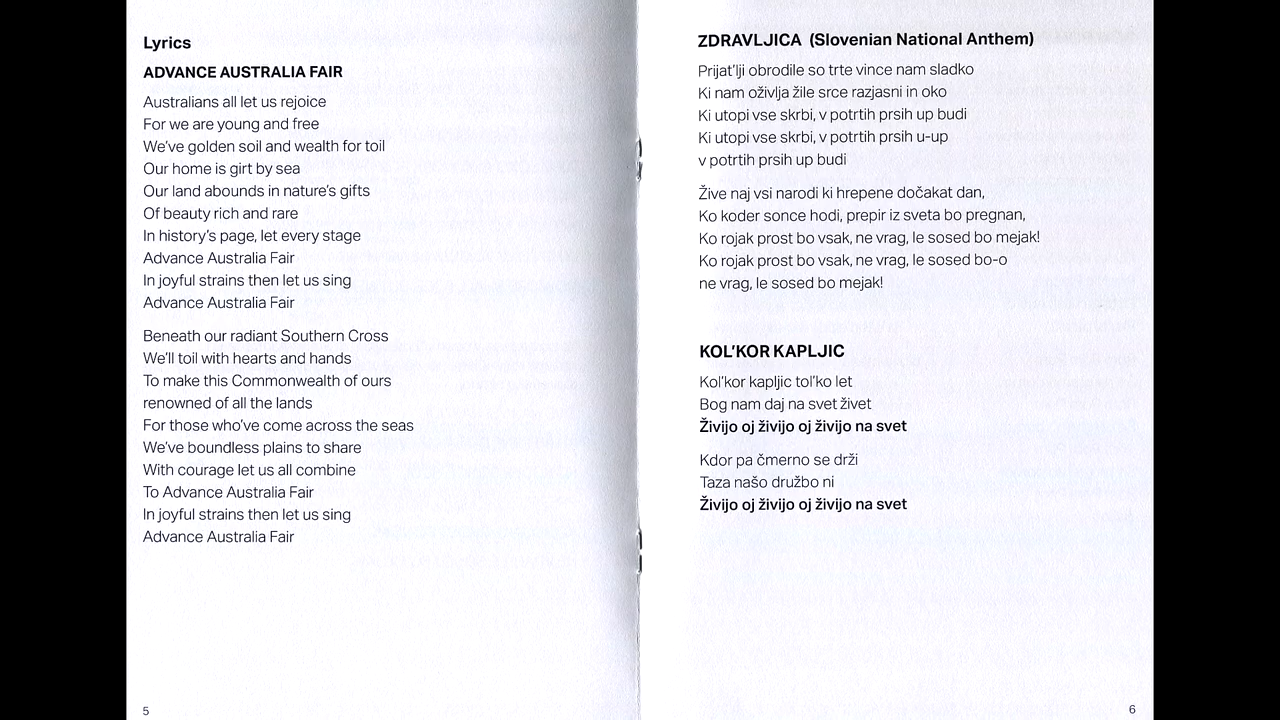 Lyrics
ADVANCE AUSTRALIA FAIR
Australians all let us rejoice
For we are young and free
We've golden soil and wealth for toil
Our home is girt by sea
Our land abounds in nature's gifts
Of beauty rich and rare
In history's page, let every stage
Advance Australia Fair
In joyful strains then let us sing
Advance Australia Fair
Beneath our radiant Southern Cross
We'll toil with hearts and hands
To make this Commonwealth of ours
renowned of all the lands
For those who've come across the seas
We've boundless plains to share
With courage let us all combine
To Advance Australia Fair
In joyful strains then let us sing
Advance Australia Fair
5
ZDRAVLJICA (Slovenian National Anthem)
Prijat'lji obrodile so trte vince nam sladko
Ki nam oživlja žile srce razjasni in oko
Ki utopi vse skrbi, v potrtih prsih up budi
Ki utopi vse skrbi, v potrtih prsih u-up
v potrtih prsih up budi
Žive naj vsi narodi ki hrepene dočakat dan,
Ko koder sonce hodi, prepir iz sveta bo pregnan,
Ko rojak prost bo vsak, ne vrag, le sosed bo mejak!
Ko rojak prost bo vsak, ne vrag, le sosed bo-o
ne vrag, le sosed bo mejak!
KOL'KOR KAPLJIC
Kol'kor kapljic tol'ko let
Bog nam daj na svet živet
Živijo oj živijo oj živijo na svet
Kdor pa čmerno se drži
Taza našo družbo ni
Živijo oj živijo oj živijo na svet
6